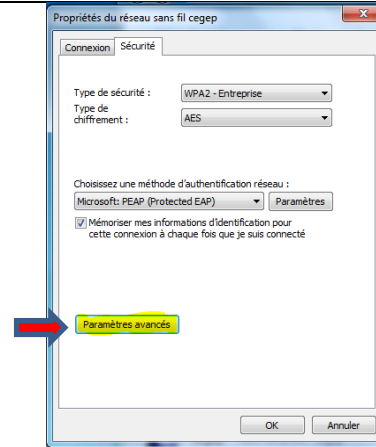 Propriétés du réseau sans fil cegep
Connexion Sécurité
Type de sécurité : WPA2 - Entreprise
Type de
chiffrement : AES
Choisissez une méthode d'authentification réseau :
Microsoft: PEAP (Protected EAP) Paramètres
Mémoriser mes informations d'identification pour
cette connexion à chaque fois que je suis connecté
Paramètres avancés
OK Annuler